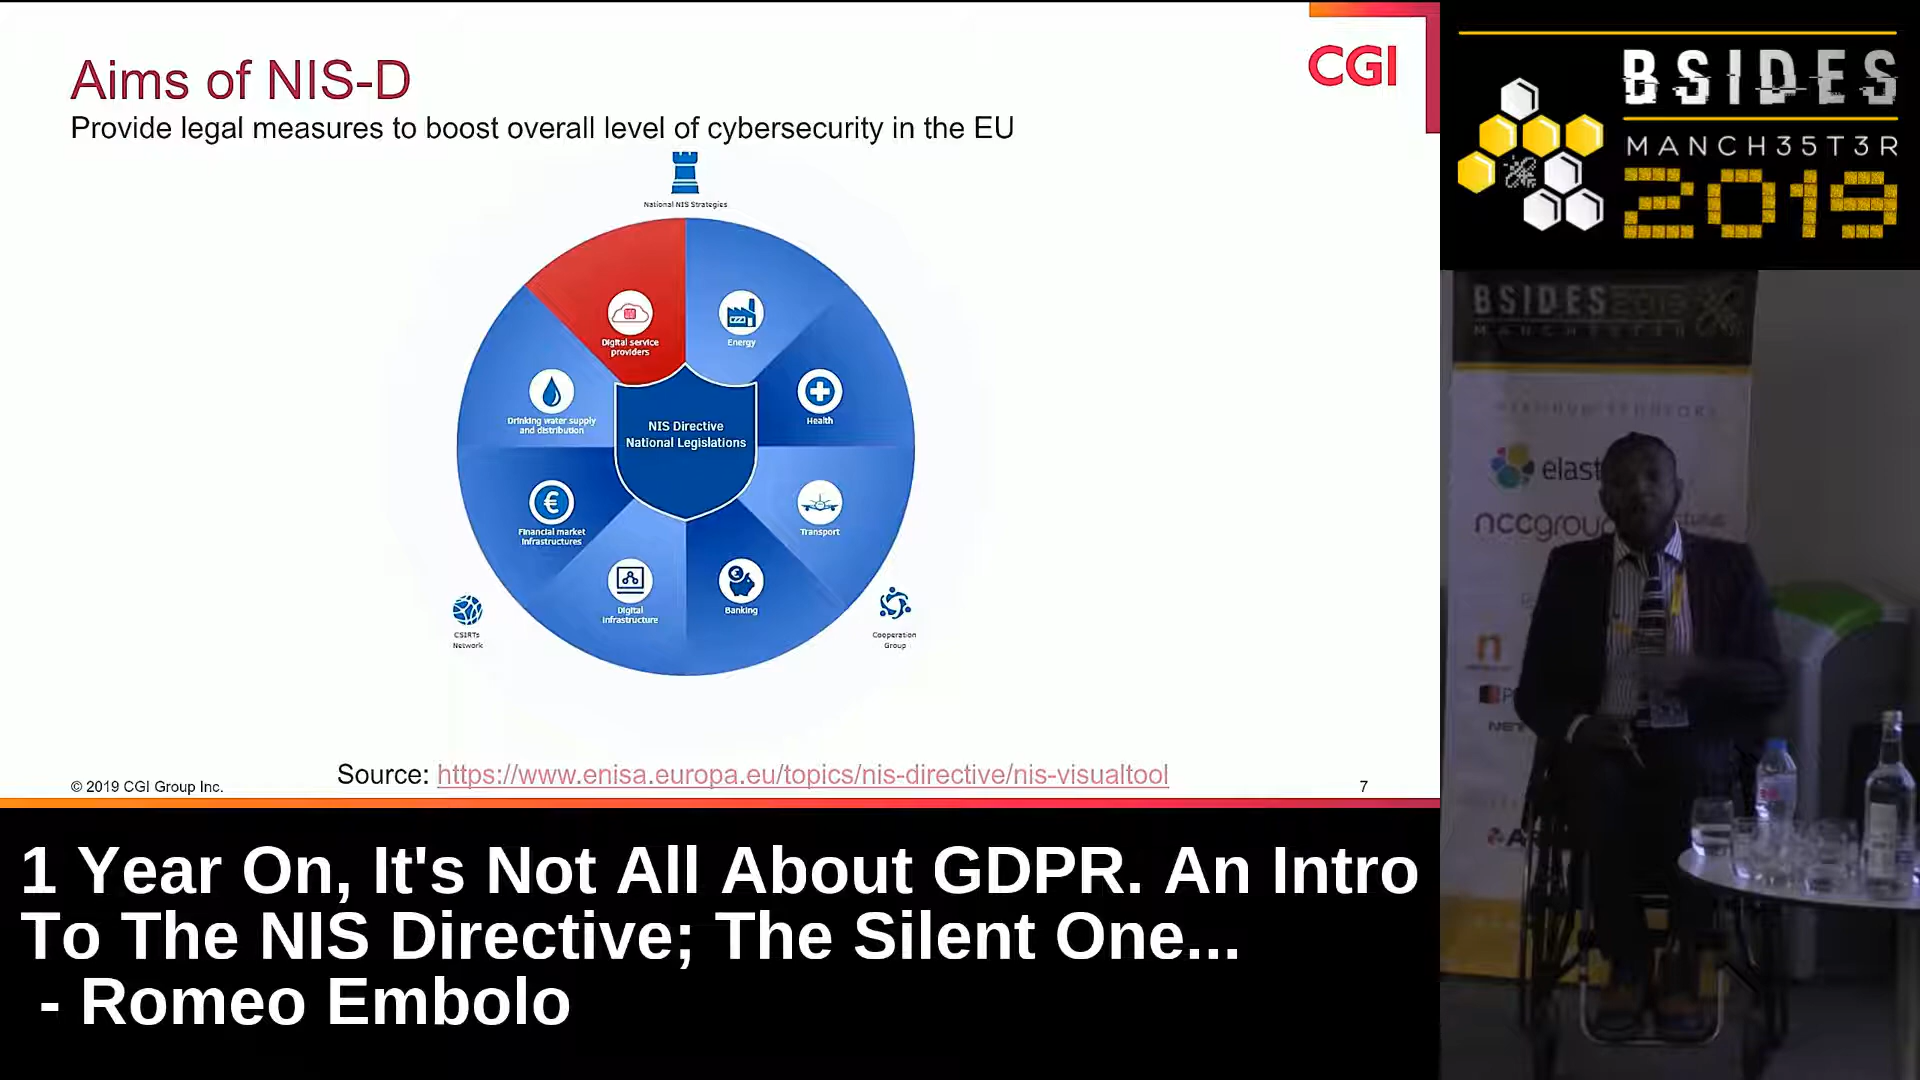 Aims of NIS-D
CGI
Provide legal measures to boost overall level of cybersecurity in the EU
National NIS Strategies
Digital service
providers
Energy
Drinking water supply
and distribution
Health
NIS Directive
National Legislations
Financial market
infrastructures
Transport
Digital
infrastructure
Banking
CSIRTs
Network
Cooperation
Group
Source: https://www.enisa.europa.eu/topics/nis-directive/nis-visualtool
© 2019 CGI Group Inc.
7
BSIDES
MANCH35T3R
2019
BSIDES 2019
elast
nccgroup
1 Year On, It's Not All About GDPR. An Intro
To The NIS Directive; The Silent One...
- Romeo Embolo